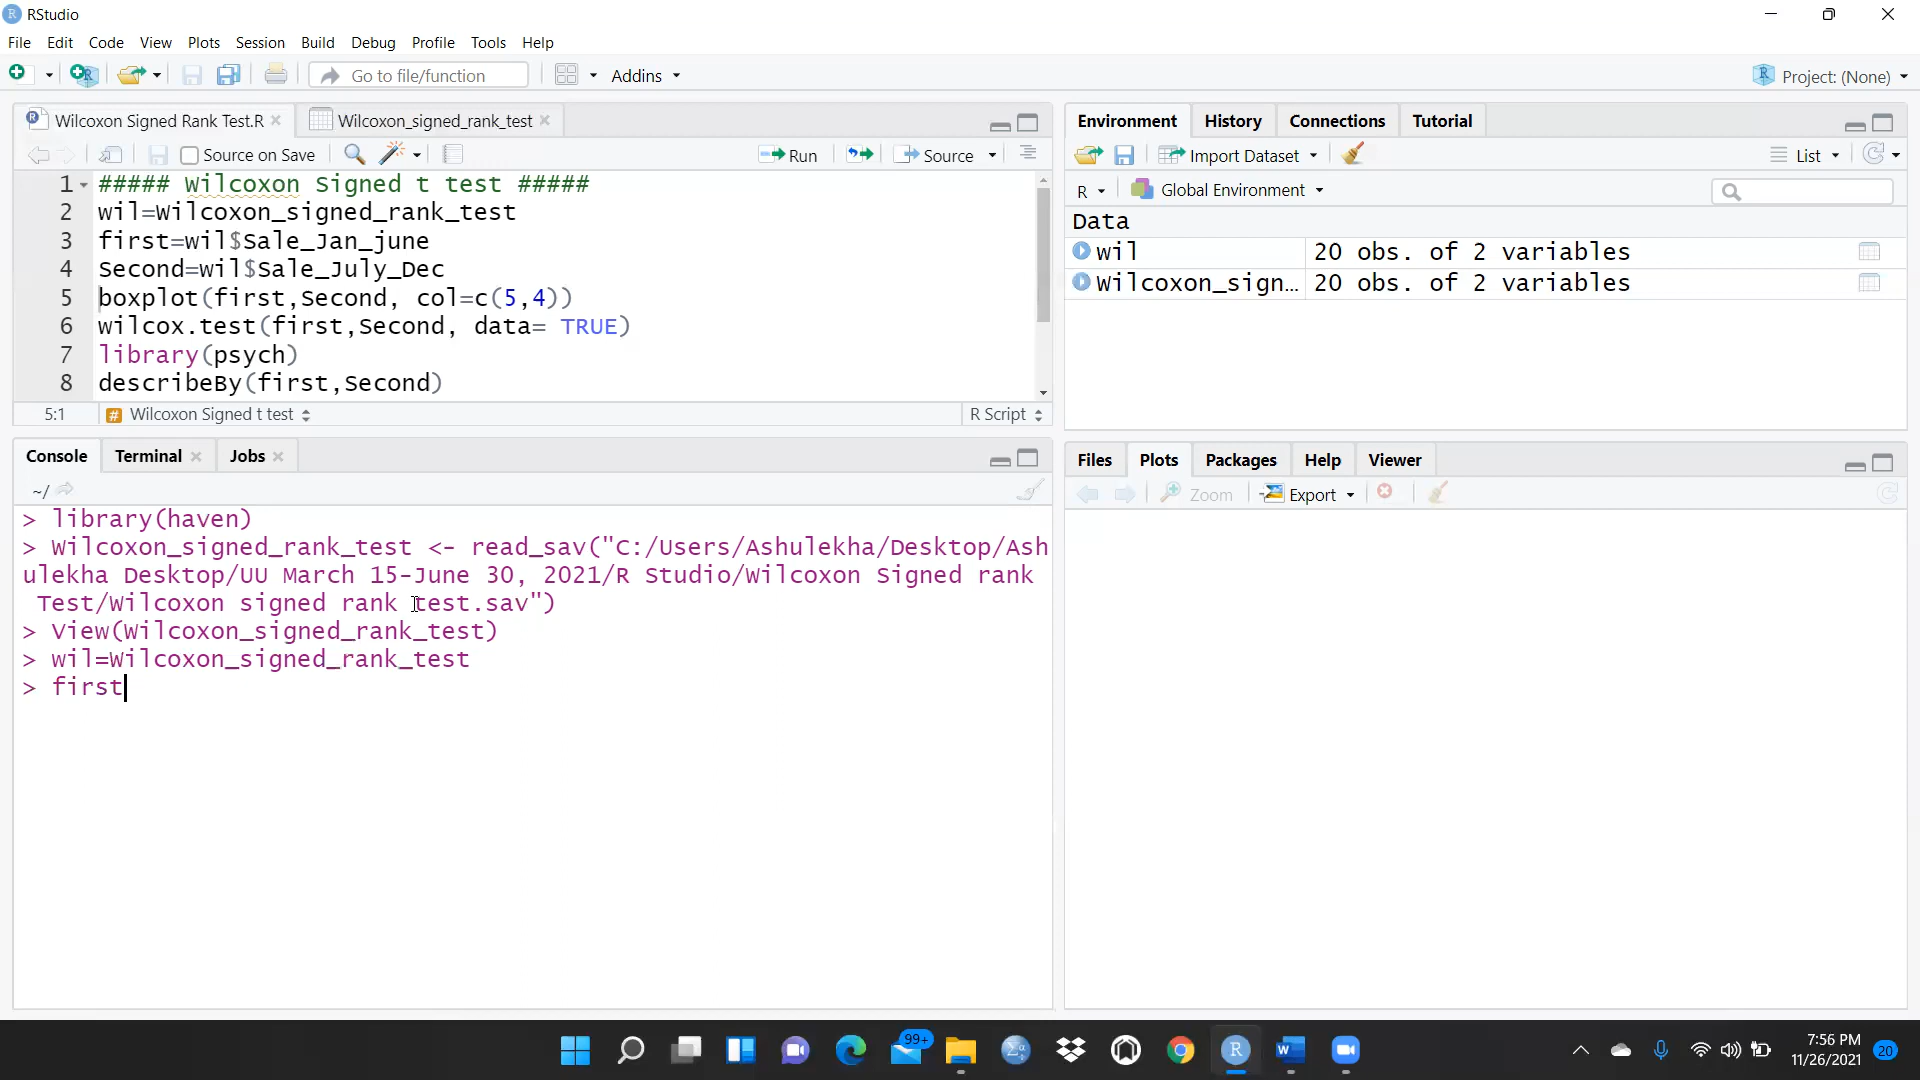 RStudio
File Edit Code View Plots Session Build Debug Profile Tools Help
Go to file/function Addins Project: (None)
Wilcoxon Signed Rank Test.R Wilcoxon_signed_rank_test
Source on Save Run Source
1 ##### Wilcoxon Signed t test #####
2 wil=Wilcoxon_signed_rank_test
3 first=wil$Sale_Jan_june
4 Second=wil$Sale_July_Dec
5 boxplot(first,Second, col=c(5,4))
6 wilcox.test(first,Second, data= TRUE)
7 library(psych)
8 describeBy(first,Second)
5:1 # Wilcoxon Signed t test R Script
Console Terminal Jobs
~/
> library(haven)
> Wilcoxon_signed_rank_test <- read_sav("C:/Users/Ashulekha/Desktop/Ash
ulekha Desktop/UU March 15-June 30, 2021/R Studio/Wilcoxon Signed rank
Test/Wilcoxon signed rank test.sav")
> View(Wilcoxon_signed_rank_test)
> wil=Wilcoxon_signed_rank_test
> first
Environment History Connections Tutorial
Import Dataset List
R Global Environment
Data
wil 20 obs. of 2 variables
Wilcoxon_sign... 20 obs. of 2 variables
Files Plots Packages Help Viewer
Zoom Export
99+
7:56 PM
11/26/2021 20